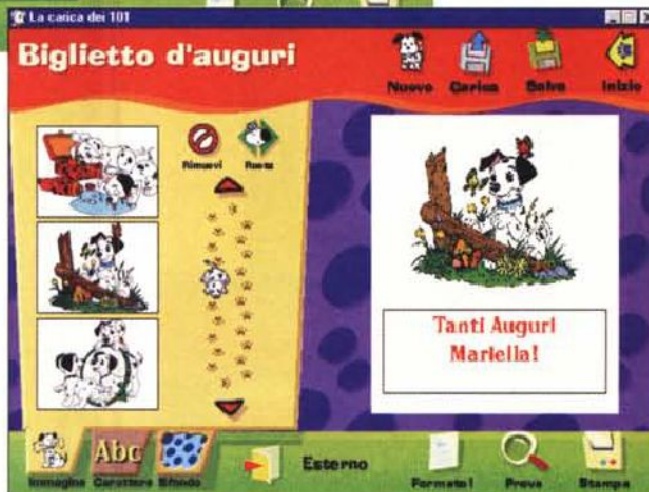 La carica dei 101
Biglietto d'auguri
Nuovo Carica Salva Inizio
Rimuovi Ruota
Tanti Auguri
Mariella!
Immagine Abc Carattere Sfondo Esterno Formato! Prova Stampa